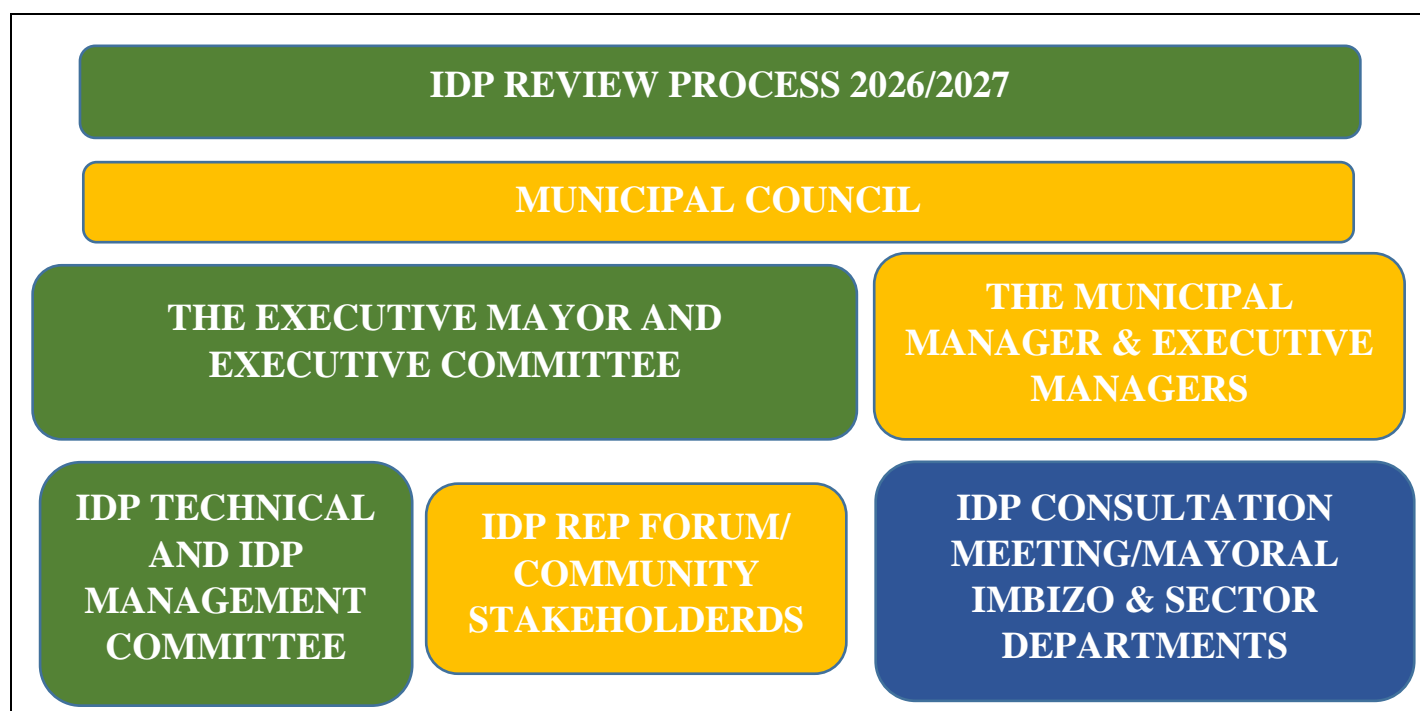 IDP REVIEW PROCESS 2026/2027
MUNICIPAL COUNCIL
THE EXECUTIVE MAYOR AND
EXECUTIVE COMMITTEE
THE MUNICIPAL
MANAGER & EXECUTIVE
MANAGERS
IDP TECHNICAL
AND IDP
MANAGEMENT
COMMITTEE
IDP REP FORUM/
COMMUNITY
STAKEHOLDERDS
IDP CONSULTATION
MEETING/MAYORAL
IMBIZO & SECTOR
DEPARTMENTS